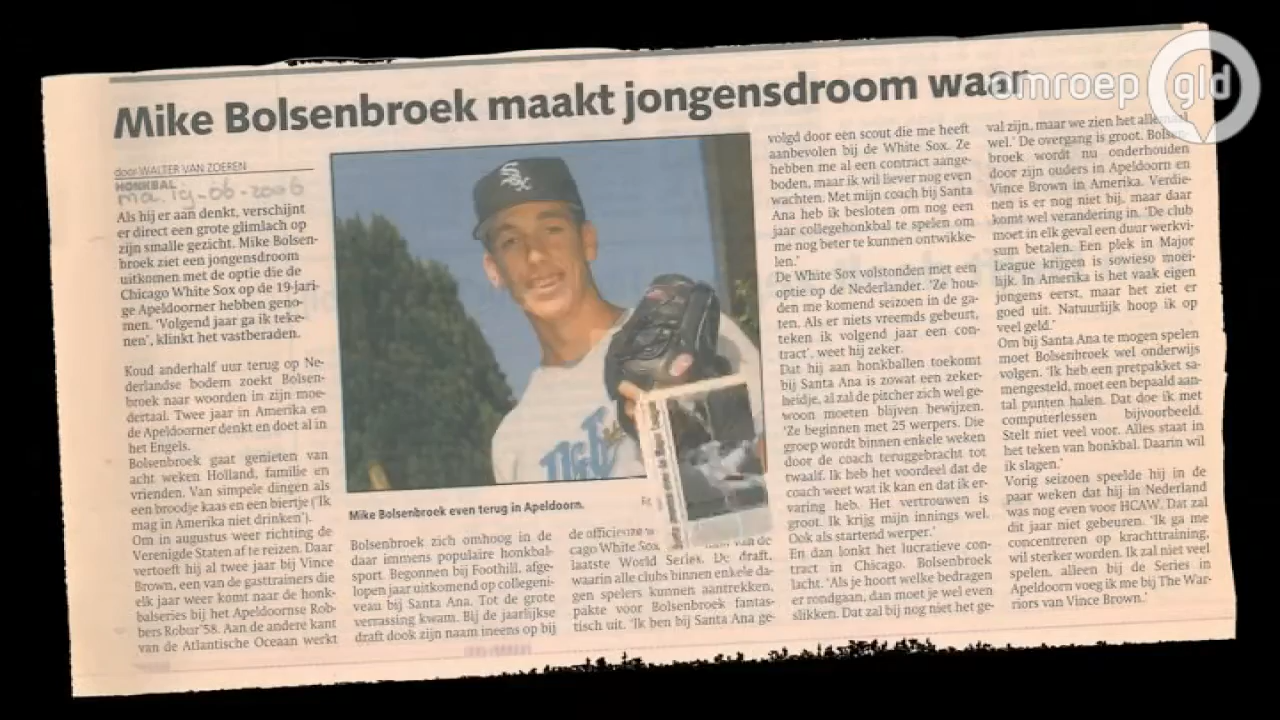 omroep gld
Mike Bolsenbroek maakt jongensdroom waar
door WALTER VAN ZOEREN
HONKBAL
ma. 19-06-2006
Als hij er aan denkt, verschijnt
er direct een grote glimlach op
zijn smalle gezicht. Mike Bolsen-
broek ziet een jongensdroom
uitkomen met de optie die de
Chicago White Sox op de 19-jari-
ge Apeldoorner hebben geno-
men. 'Volgend jaar ga ik teke-
nen', klinkt het vastberaden.
Koud anderhalf uur terug op Ne-
derlandse bodem zoekt Bolsen-
broek naar woorden in zijn moe-
dertaal. Twee jaar in Amerika en
de Apeldoorner denkt en doet al in
het Engels.
Bolsenbroek gaat genieten van
acht weken Holland, familie en
vrienden. Van simpele dingen als
een broodje kaas en een biertje ('Ik
mag in Amerika niet drinken').
Om in augustus weer richting de
Verenigde Staten af te reizen. Daar
vertoeft hij al twee jaar bij Vince
Brown, een van de gasttrainers die
elk jaar weer komt naar de honk-
balseries bij het Apeldoornse Rob-
bers Robur'58. Aan de andere kant
van de Atlantische Oceaan werkt
Sox
Mike Bolsenbroek even terug in Apeldoorn.
Bolsenbroek zich omhoog in de
daar immens populaire honkbal-
sport. Begonnen bij Foothill, afge-
lopen jaar uitkomend op collegeni-
veau bij Santa Ana. Tot de grote
verrassing kwam. Bij de jaarlijkse
draft dook zijn naam ineens op bij
de officieuze
cago White Sox van de
laatste World Series. De draft,
waarin alle clubs binnen enkele da-
gen spelers kunnen aantrekken,
pakte voor Bolsenbroek fantas-
tisch uit. 'Ik ben bij Santa Ana ge-
volgd door een scout die me heeft
aanbevolen bij de White Sox. Ze
hebben me al een contract aange-
boden, maar ik wil liever nog even
wachten. Met mijn coach bij Santa
Ana heb ik besloten om nog een
jaar collegehonkbal te spelen om
me nog beter te kunnen ontwikke-
len.'
De White Sox volstonden met een
optie op de Nederlander. 'Ze hou-
den me komend seizoen in de ga-
ten. Als er niets vreemds gebeurt,
teken ik volgend jaar een con-
tract', weet hij zeker.
Dat hij aan honkballen toekomt
bij Santa Ana is zowat een zeker-
heidje, al zal de pitcher zich wel ge-
woon moeten blijven bewijzen.
'Ze beginnen met 25 werpers. Die
groep wordt binnen enkele weken
door de coach teruggebracht tot
twaalf. Ik heb het voordeel dat de
coach weet wat ik kan en dat ik er-
varing heb. Het vertrouwen is
groot. Ik krijg mijn innings wel.
Ook als startend werper.'
En dan lonkt het lucratieve con-
tract in Chicago. Bolsenbroek
lacht. 'Als je hoort welke bedragen
er rondgaan, dan moet je wel even
slikken. Dat zal bij nog niet het ge-
val zijn, maar we zien het allemaal
wel.' De overgang is groot. Bolsen-
broek wordt nu onderhouden
door zijn ouders in Apeldoorn en
Vince Brown in Amerika. Verdie-
nen is er nog niet bij, maar daar
komt wel verandering in. 'De club
moet in elk geval een duur werkvi-
sum betalen. Een plek in Major
League krijgen is sowieso moei-
lijk. In Amerika is het vaak eigen
jongens eerst, maar het ziet er
goed uit. Natuurlijk hoop ik op
veel geld.'
Om bij Santa Ana te mogen spelen
moet Bolsenbroek wel onderwijs
volgen. 'Ik heb een pretpakket sa-
mengesteld, moet een bepaald aan-
tal punten halen. Dat doe ik met
computerlessen bijvoorbeeld.
Stelt niet veel voor. Alles staat in
het teken van honkbal. Daarin wil
ik slagen.'
Vorig seizoen speelde hij in de
paar weken dat hij in Nederland
was nog even voor HCAW. Dat zal
dit jaar niet gebeuren. 'Ik ga me
concentreren op krachttraining,
wil sterker worden. Ik zal niet veel
spelen, alleen bij de Series in
Apeldoorn voeg ik me bij The War-
riors van Vince Brown.'